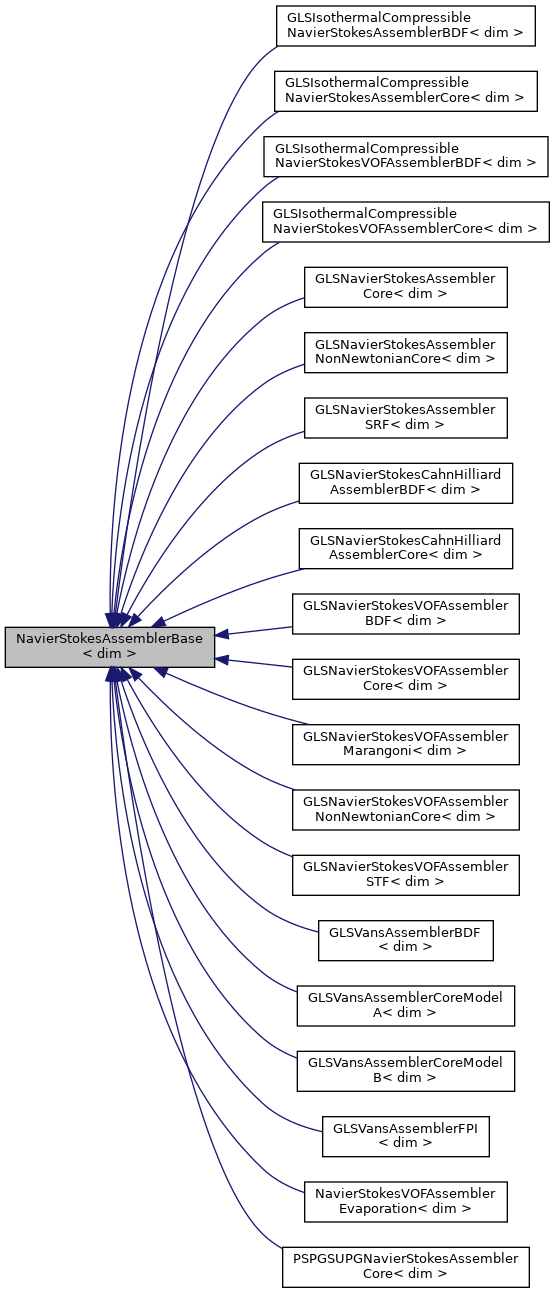 GLSIsothermalCompressible
NavierStokesAssemblerBDF< dim >
GLSIsothermalCompressible
NavierStokesAssemblerCore< dim >
GLSIsothermalCompressible
NavierStokesVOFAssemblerBDF< dim >
GLSIsothermalCompressible
NavierStokesVOFAssemblerCore< dim >
GLSNavierStokesAssembler
Core< dim >
GLSNavierStokesAssembler
NonNewtonianCore< dim >
GLSNavierStokesAssembler
SRF< dim >
GLSNavierStokesCahnHilliard
AssemblerBDF< dim >
GLSNavierStokesCahnHilliard
AssemblerCore< dim >
GLSNavierStokesVOFAssembler
BDF< dim >
NavierStokesAssemblerBase
< dim >
GLSNavierStokesVOFAssembler
Core< dim >
GLSNavierStokesVOFAssembler
Marangoni< dim >
GLSNavierStokesVOFAssembler
NonNewtonianCore< dim >
GLSNavierStokesVOFAssembler
STF< dim >
GLSVansAssemblerBDF
< dim >
GLSVansAssemblerCoreModel
A< dim >
GLSVansAssemblerCoreModel
B< dim >
GLSVansAssemblerFPI
< dim >
NavierStokesVOFAssembler
Evaporation< dim >
PSPGSUPGNavierStokesAssembler
Core< dim >